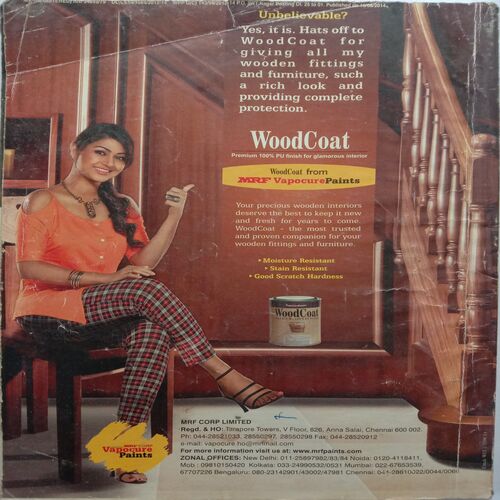 Unbelievable?
Yes, it is. Hats off to
WoodCoat for
giving all my
wooden fittings
and furniture, such
a rich look and
providing complete
protection.
WoodCoat
Premium 100% PU finish for glamorous interior
WoodCoat from
MRF VapocurePaints
Your precious wooden interiors
deserve the best to keep it new
and fresh for years to come.
WoodCoat – the most trusted
and proven companion for your
wooden fittings and furniture.
Moisture Resistant
Stain Resistant
Good Scratch Hardness
WoodCoat
MRF CORP LIMITED
Regd. & HO: Tarapore Towers, V Floor, 826, Anna Salai, Chennai 600 002.
Ph: 044-28521033, 28550297, 28550298 Fax: 044-28520912
e-mail: vapocure.ho@mrfmail.com
For more information visit us at: www.mrfpaints.com
ZONAL OFFICES: New Delhi: 011-25897982/83/84 Noida: 0120-4118411,
Mob.: 09810150420 Kolkata: 033-24990532/0531 Mumbai: 022-67653539,
67707226 Bengaluru: 080-23142901/43002/47981 Chennai: 044-28610022/0044/0066
MRF CORP
Vapocure
Paints